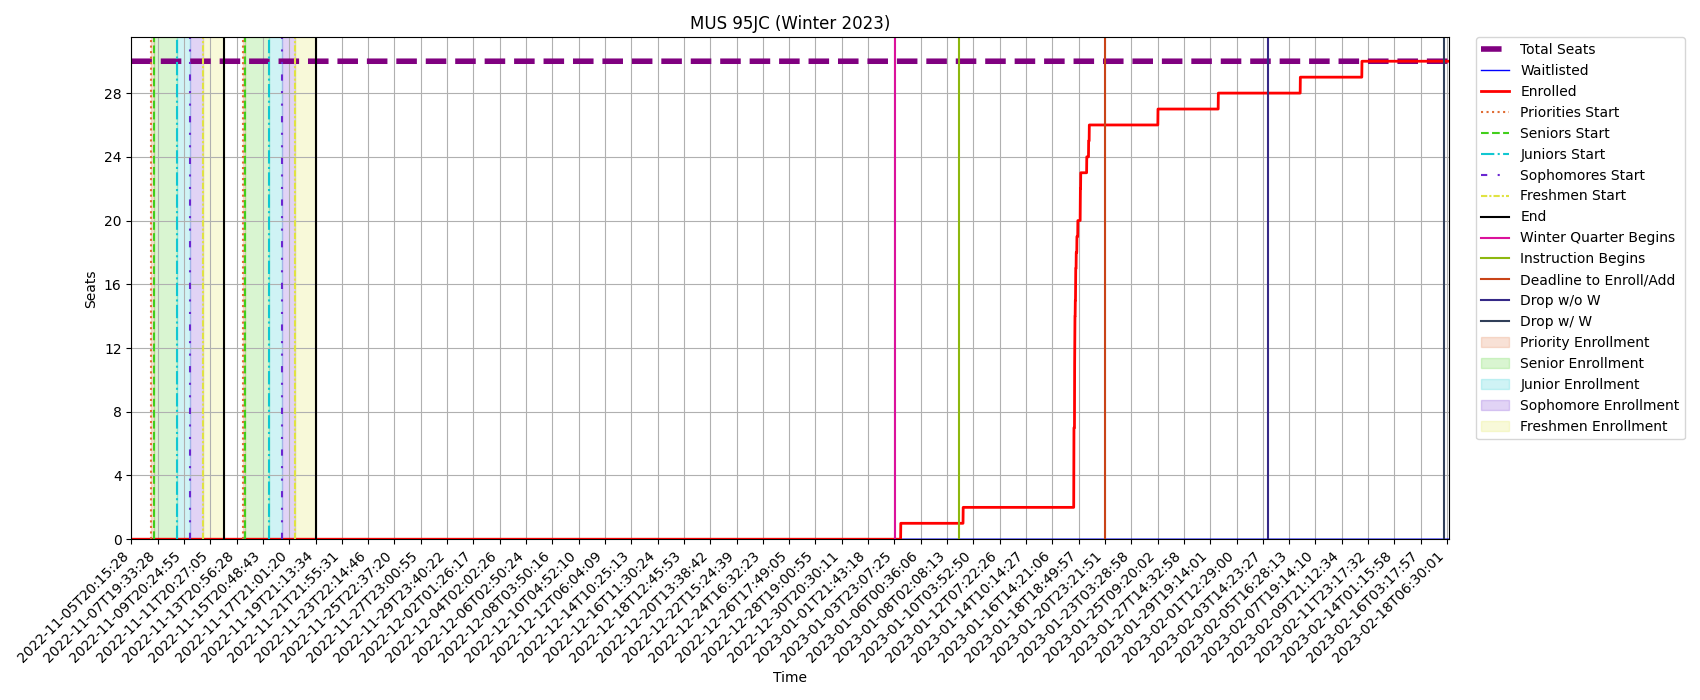 MUS 95JC (Winter 2023)
Seats
28
24
20
16
12
8
4
0
2022-11-05T20:15:28
2022-11-07T19:33:28
2022-11-09T20:24:55
2022-11-11T20:27:05
2022-11-13T20:56:28
2022-11-15T20:48:43
2022-11-17T21:01:20
2022-11-19T21:13:34
2022-11-21T21:55:31
2022-11-23T22:14:46
2022-11-25T22:37:20
2022-11-27T23:00:55
2022-11-29T23:40:22
2022-12-02T01:26:17
2022-12-04T02:02:26
2022-12-06T02:50:24
2022-12-08T03:50:16
2022-12-10T04:52:10
2022-12-12T06:04:09
2022-12-14T10:25:13
2022-12-16T11:30:24
2022-12-18T12:45:53
2022-12-20T13:38:42
2022-12-22T15:24:39
2022-12-24T16:32:23
2022-12-26T17:49:05
2022-12-28T19:00:55
2022-12-30T20:30:11
2023-01-01T21:43:18
2023-01-03T23:07:25
2023-01-06T00:36:06
2023-01-08T02:08:13
2023-01-10T03:52:50
2023-01-12T07:22:26
2023-01-14T10:14:27
2023-01-16T14:21:06
2023-01-18T18:49:57
2023-01-20T23:21:51
2023-01-23T03:28:58
2023-01-25T09:20:02
2023-01-27T14:32:58
2023-01-29T19:14:01
2023-02-01T12:29:00
2023-02-03T14:23:27
2023-02-05T16:28:13
2023-02-07T19:14:10
2023-02-09T21:12:34
2023-02-11T23:17:32
2023-02-14T01:15:58
2023-02-16T03:17:57
2023-02-18T06:30:01
Time
Total Seats
Waitlisted
Enrolled
Priorities Start
Seniors Start
Juniors Start
Sophomores Start
Freshmen Start
End
Winter Quarter Begins
Instruction Begins
Deadline to Enroll/Add
Drop w/o W
Drop w/ W
Priority Enrollment
Senior Enrollment
Junior Enrollment
Sophomore Enrollment
Freshmen Enrollment